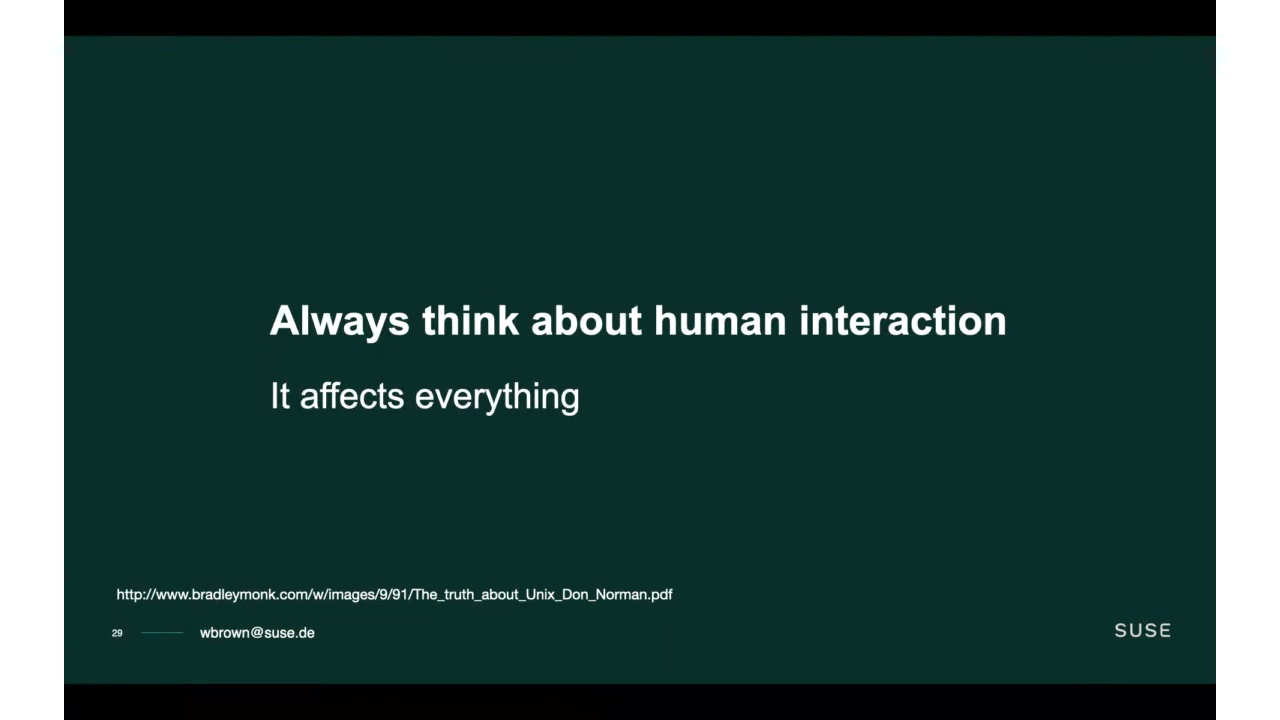 Always think about human interaction
It affects everything
http://www.bradleymonk.com/w/images/9/91/The_truth_about_Unix_Don_Norman.pdf
29 wbrown@suse.de
SUSE